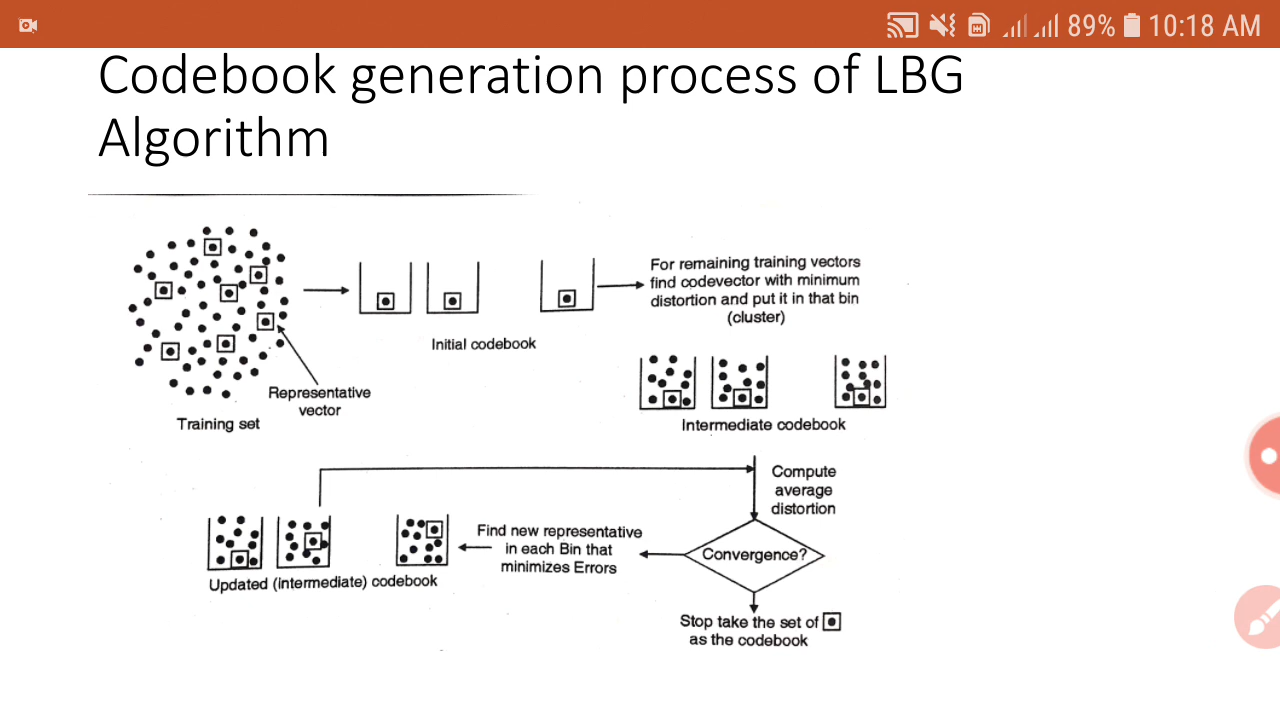 89% 10:18 AM
Codebook generation process of LBG
Algorithm
For remaining training vectors
find codevector with minimum
distortion and put it in that bin
(cluster)
Initial codebook
Representative
vector
Training set
Intermediate codebook
Compute
average
distortion
Convergence?
Find new representative
in each Bin that
minimizes Errors
Updated (intermediate) codebook
Stop take the set of
as the codebook